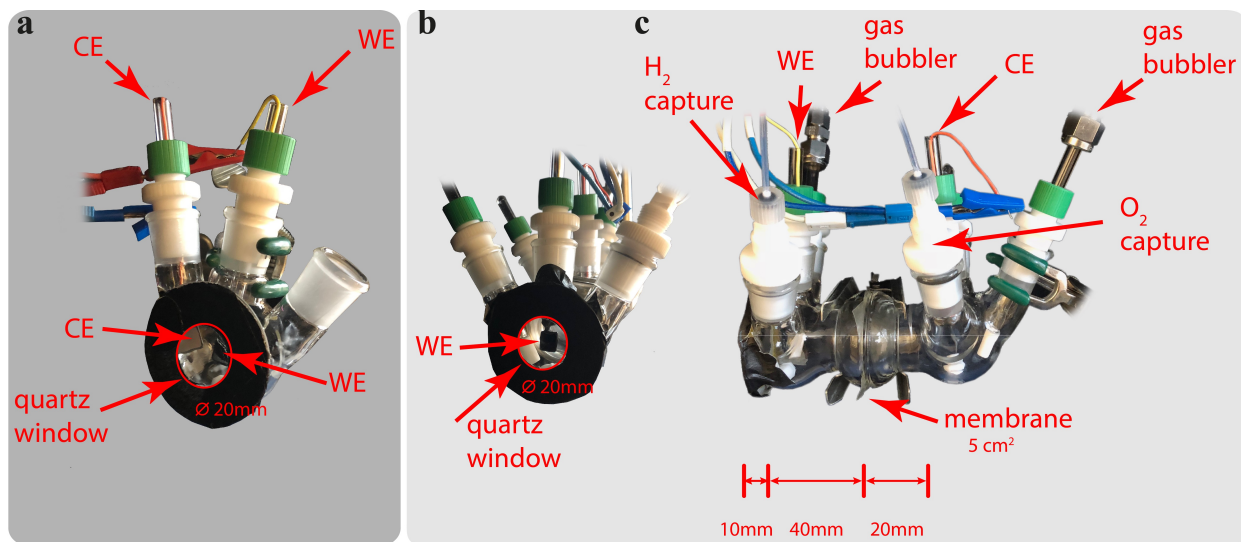 a
CE
WE
CE
WE
Ø 20mm
quartz
window
b
WE
Ø 20mm
quartz
window
c
H₂
capture
WE
gas
bubbler
CE
gas
bubbler
O₂
capture
membrane
5 cm²
10mm
40mm
20mm